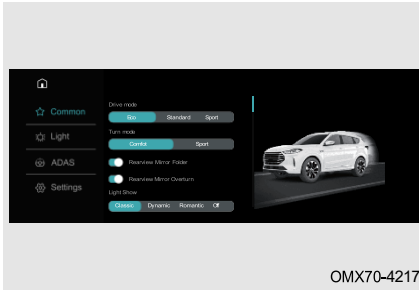 Common
Light
ADAS
Settings
Drive mode
Eco Standard Sport
Turn mode
Comfor Sport
Rearview Mirror Folder
Rearview Mirror Overturn
Light Show
Classic Dynamic Romantic Off
OMX70-4217